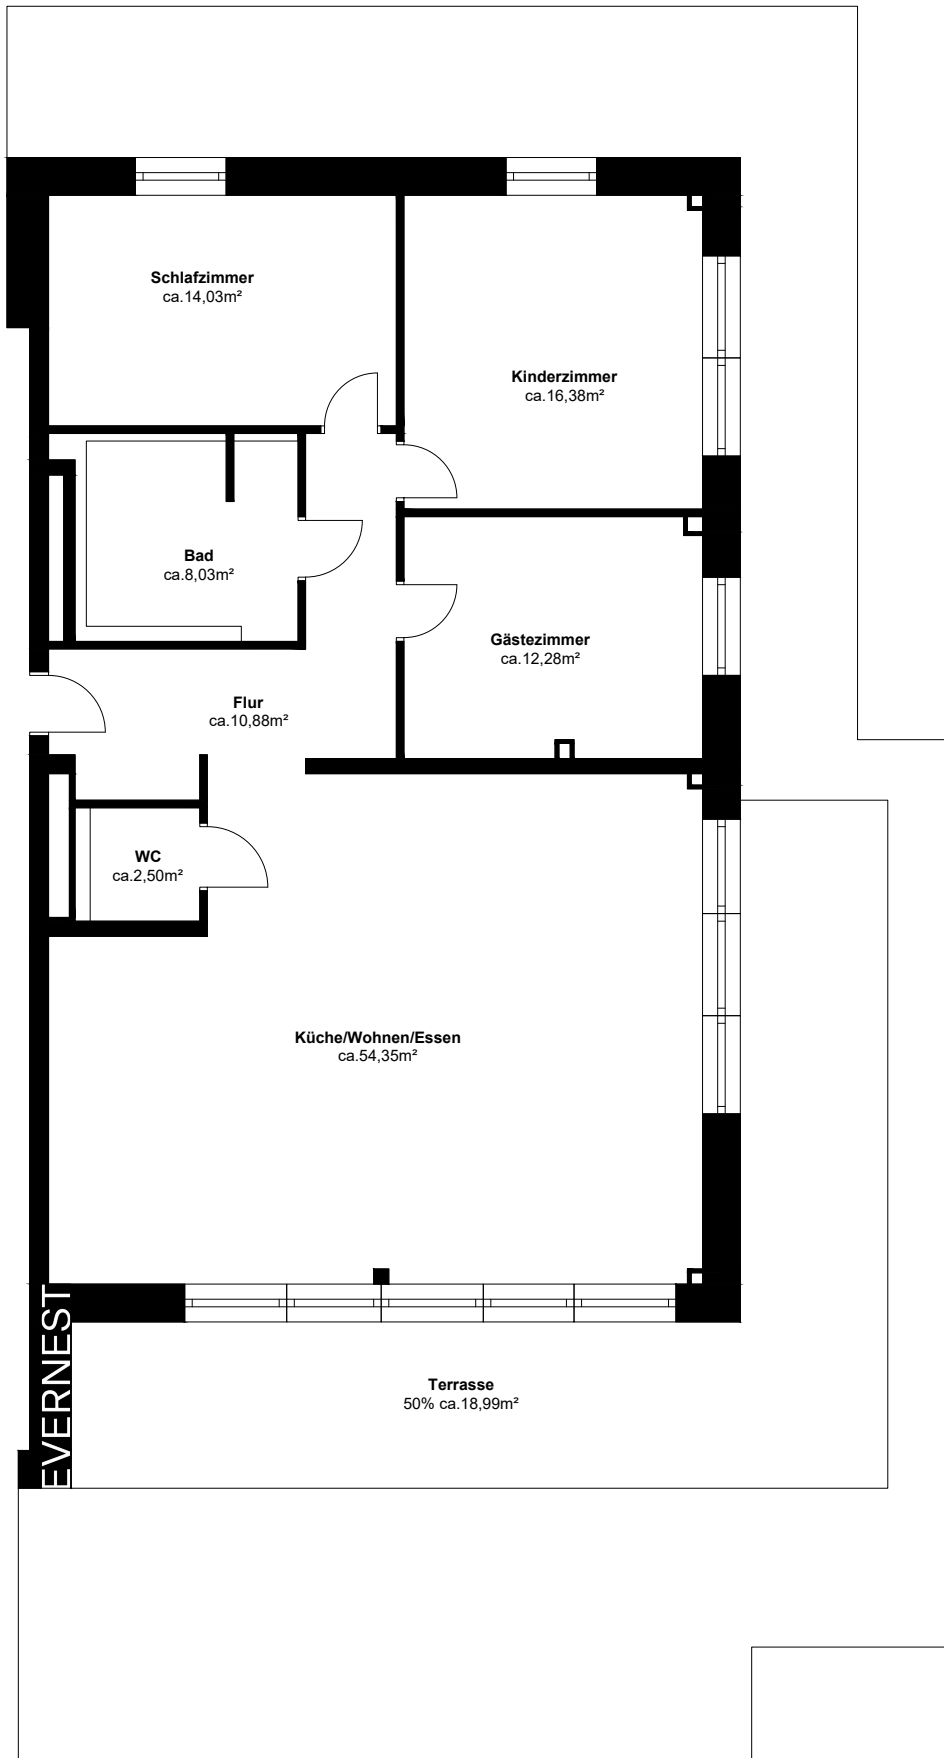 Schlafzimmer
ca.14,03m²
Kinderzimmer
ca.16,38m²
Bad
ca.8,03m²
Gästezimmer
ca.12,28m²
Flur
ca.10,88m²
WC
ca.2,50m²
Küche/Wohnen/Essen
ca.54,35m²
Terrasse
50% ca.18,99m²
EVERNEST